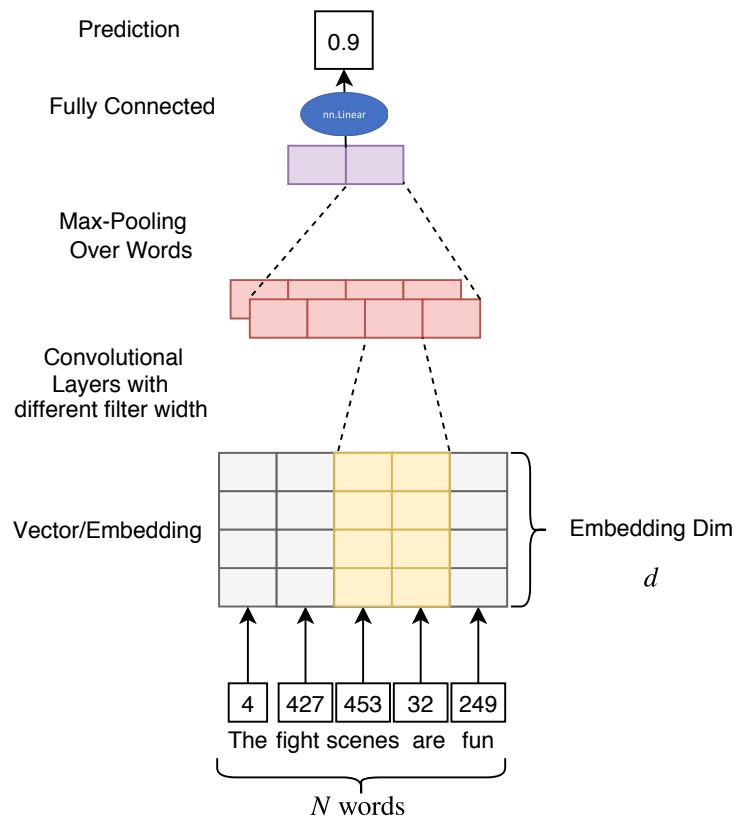 Prediction
0.9
Fully Connected
nn.Linear
Max-Pooling
Over Words
Convolutional
Layers with
different filter width
Vector/Embedding
Embedding Dim
d
4 427 453 32 249
The fight scenes are fun
N words